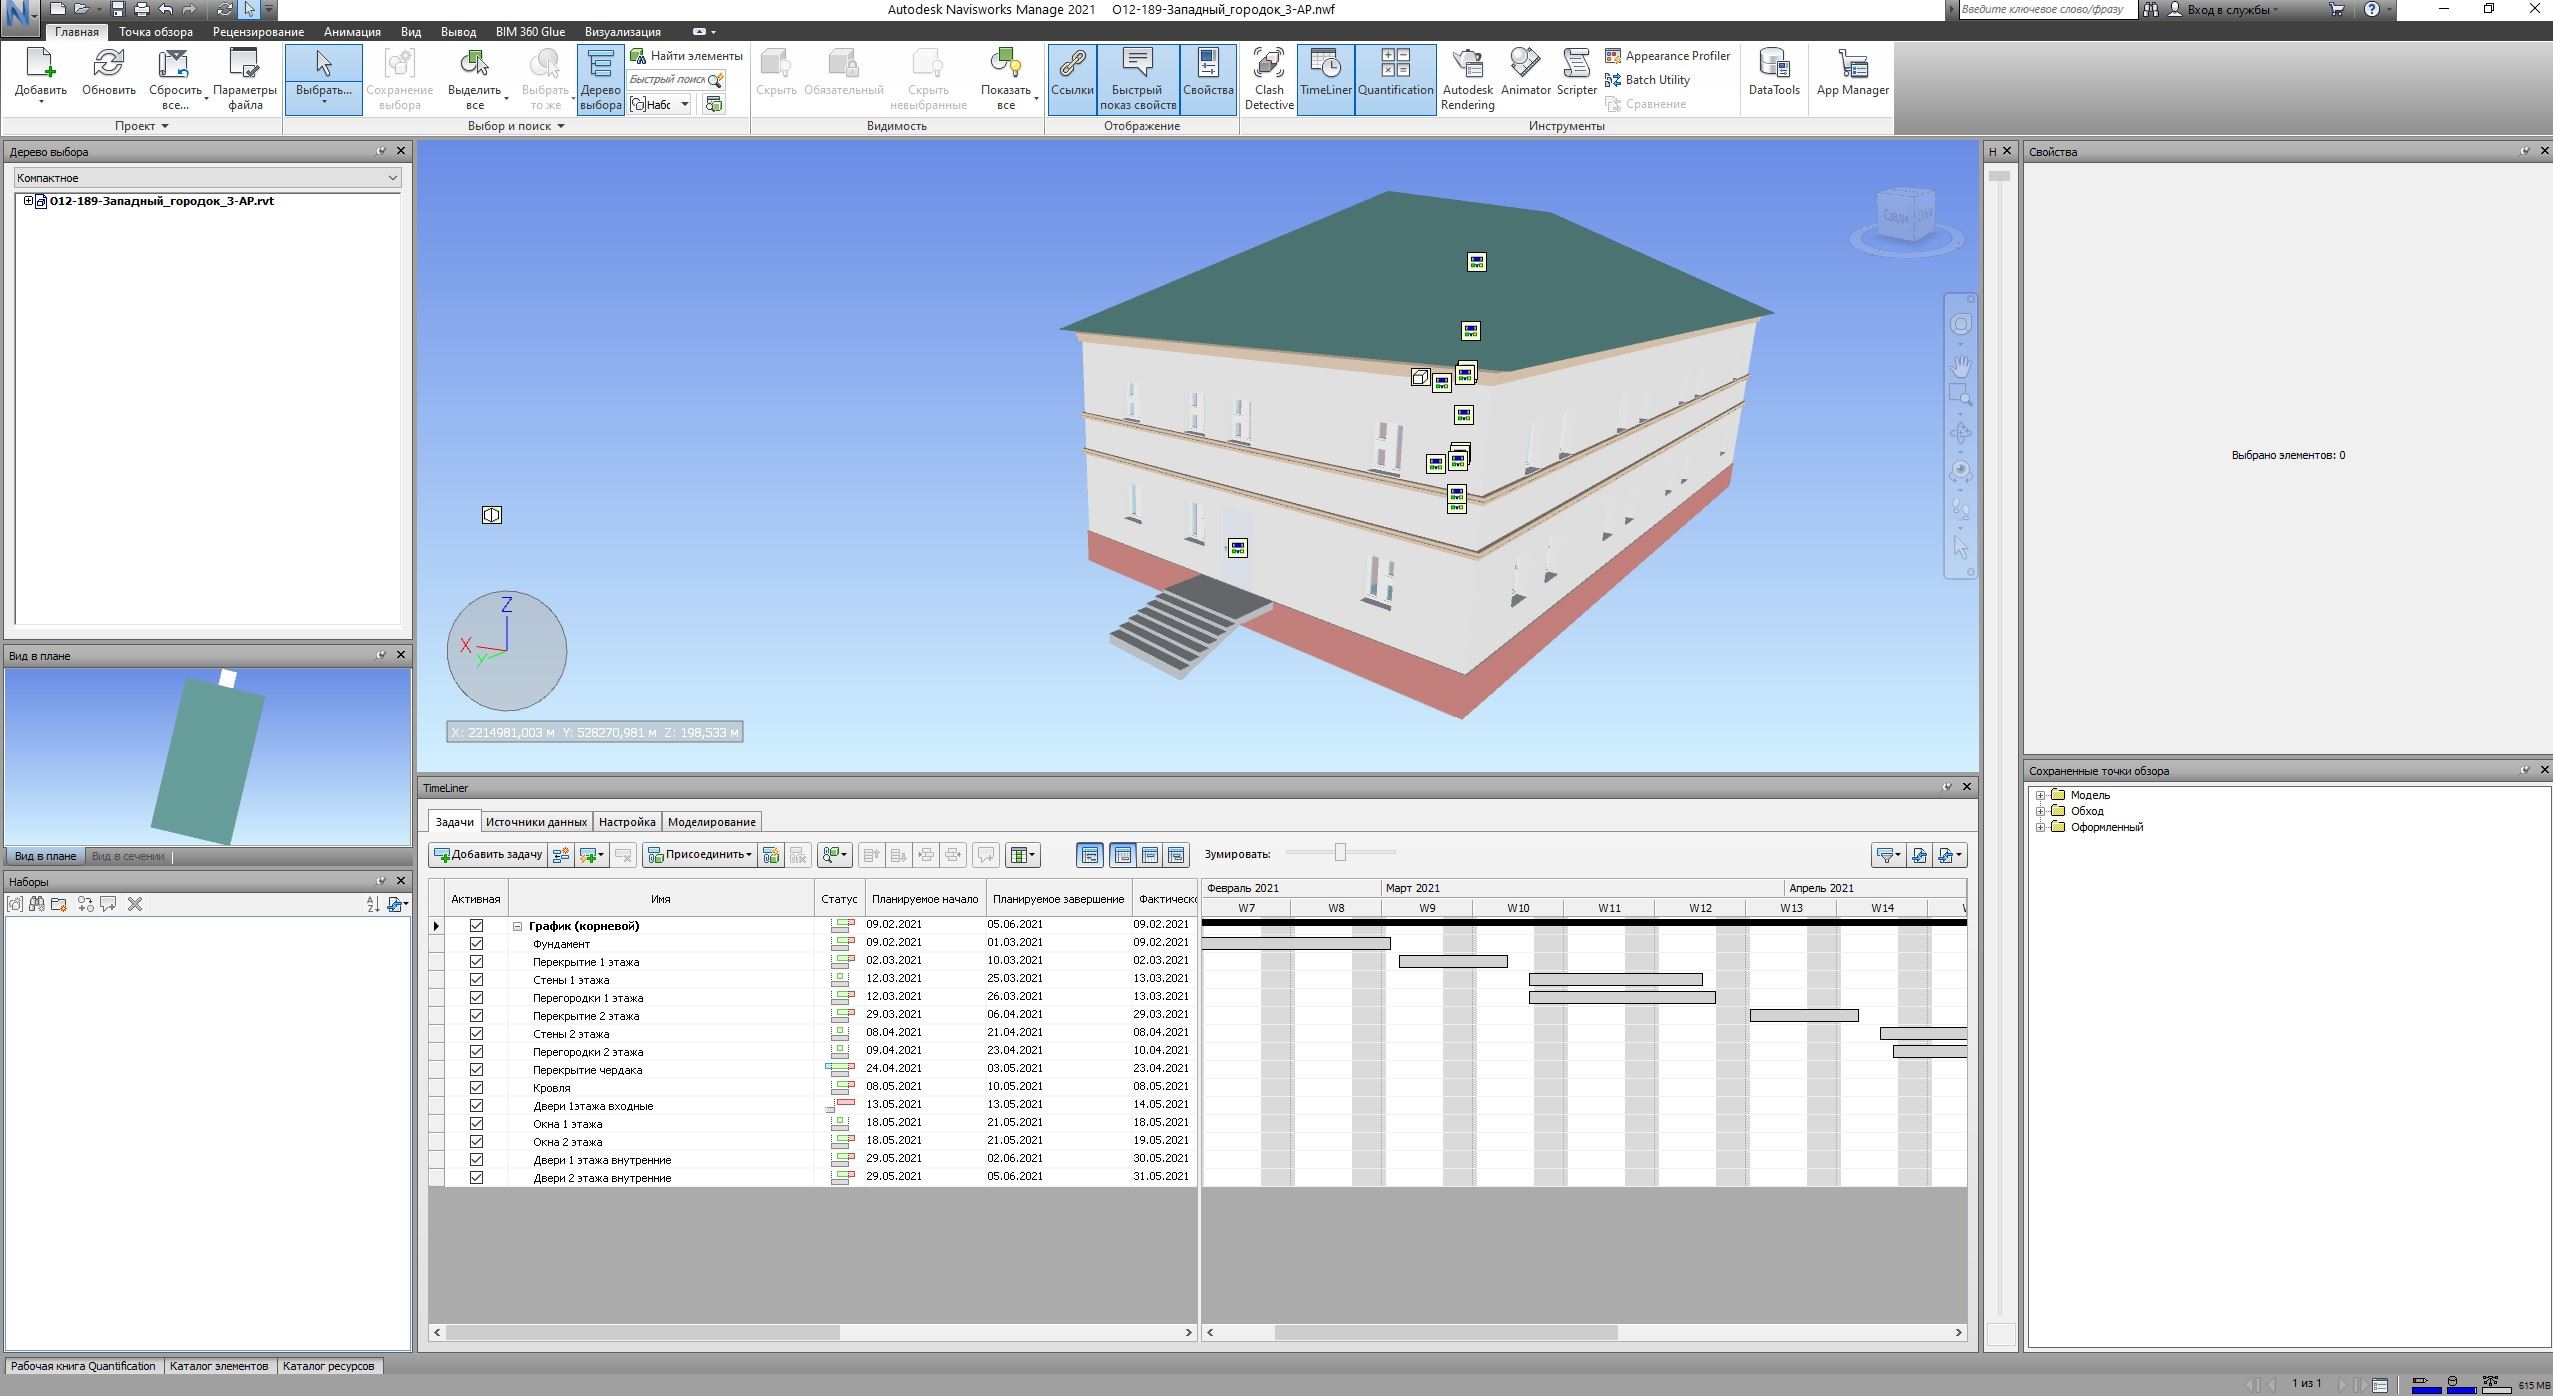 Autodesk Navisworks Manage 2021 O12-189-Западный_городок_3-АР.nwf
Введите ключевое слово/фразу
Вход в службы
Главная Точка обзора Рецензирование Анимация Вид Вывод BIM 360 Glue Визуализация
Добавить
Обновить
Сбросить все...
Параметры файла
Выбрать...
Сохранение выбора
Выделить все
Выбрать то же
Дерево выбора
Найти элементы
Быстрый поиск
Скрыть
Обязательный
Скрыть невыбранные
Показать все
Ссылки
Быстрый показ свойств
Свойства
Clash Detective
TimeLiner
Quantification
Autodesk Rendering
Animator
Scripter
Appearance Profiler
Batch Utility
Сравнение
DataTools
App Manager
Проект Выбор и поиск Видимость Отображение Инструменты
Дерево выбора
Компактное
O12-189-Западный_городок_3-АР.rvt
Вид в плане
Вид в плане Вид в сечении
Наборы
Z
X
Y
X: 2214981,003 м Y: 528270,981 м Z: 198,533 м
Сзади
Н
Свойства
Выбрано элементов: 0
Сохраненные точки обзора
Модель
Обход
Оформленный
TimeLiner
Задачи Источники данных Настройка Моделирование
Добавить задачу Присоединить Зумировать:
Активная Имя Статус Планируемое начало Планируемое завершение
Февраль 2021 Март 2021 Апрель 2021
W7 W8 W9 W10 W11 W12 W13 W14
График (корневой) 09.02.2021 05.06.2021 09.02.2021
Фундамент 09.02.2021 01.03.2021 09.02.2021
Перекрытие 1 этажа 02.03.2021 10.03.2021 02.03.2021
Стены 1 этажа 12.03.2021 25.03.2021 13.03.2021
Перегородки 1 этажа 12.03.2021 26.03.2021 13.03.2021
Перекрытие 2 этажа 29.03.2021 06.04.2021 29.03.2021
Стены 2 этажа 08.04.2021 21.04.2021 08.04.2021
Перегородки 2 этажа 09.04.2021 23.04.2021 10.04.2021
Перекрытие чердака 24.04.2021 03.05.2021 23.04.2021
Кровля 08.05.2021 10.05.2021 08.05.2021
Двери 1этажа входные 13.05.2021 13.05.2021 14.05.2021
Окна 1 этажа 18.05.2021 21.05.2021 18.05.2021
Окна 2 этажа 18.05.2021 21.05.2021 19.05.2021
Двери 1 этажа внутренние 29.05.2021 02.06.2021 30.05.2021
Двери 2 этажа внутренние 29.05.2021 05.06.2021 31.05.2021
Рабочая книга Quantification Каталог элементов Каталог ресурсов
1 из 1
615 MB